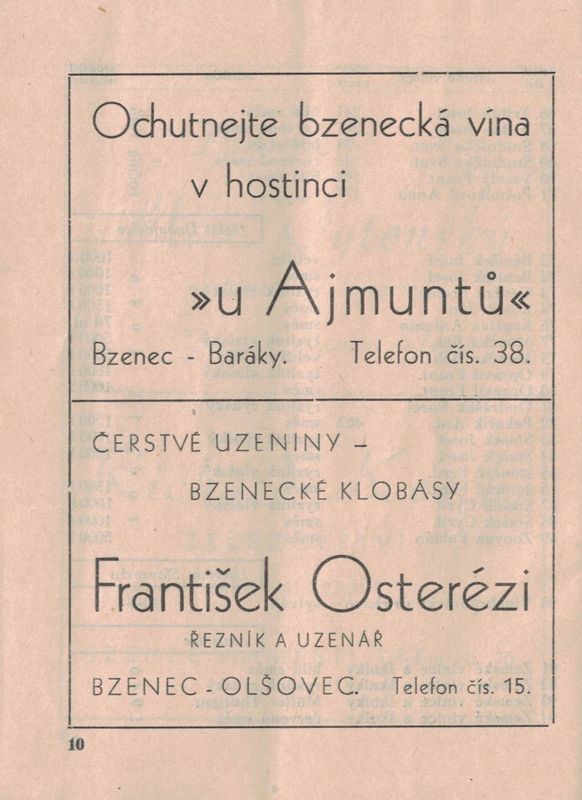 Ochutnejte bzenecká vína
v hostinci
»u Ajmuntů«
Bzenec - Baráky. Telefon čís. 38.
ČERSTVÉ UZENINY –
BZENECKÉ KLOBÁSY
František Osterézi
ŘEZNÍK A UZENÁŘ
BZENEC - OLŠOVEC. Telefon čís. 15.
10